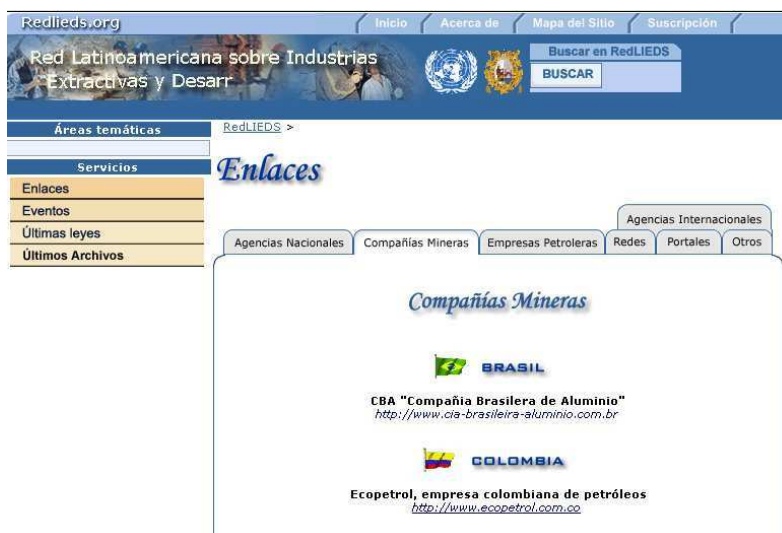 Redlieds.org
Inicio
Acerca de
Mapa del Sitio
Suscripción
Red Latinoamericana sobre Industrias
Extractivas y Desarr
Buscar en RedLIEDS
BUSCAR
Áreas temáticas
Servicios
Enlaces
Eventos
Últimas leyes
Últimos Archivos
RedLIEDS >
Enlaces
Agencias Internacionales
Agencias Nacionales
Compañías Mineras
Empresas Petroleras
Redes
Portales
Otros
Compañías Mineras
BRASIL
CBA "Compañia Brasilera de Aluminio"
http://www.cia-brasileira-aluminio.com.br
COLOMBIA
Ecopetrol, empresa colombiana de petróleos
http://www.ecopetrol.com.co